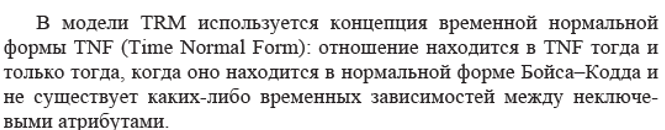 В модели TRM используется концепция временной нормальной
формы TNF (Time Normal Form): отношение находится в TNF тогда и
только тогда, когда оно находится в нормальной форме Бойса–Кодда и
не существует каких-либо временных зависимостей между неключе-
выми атрибутами.